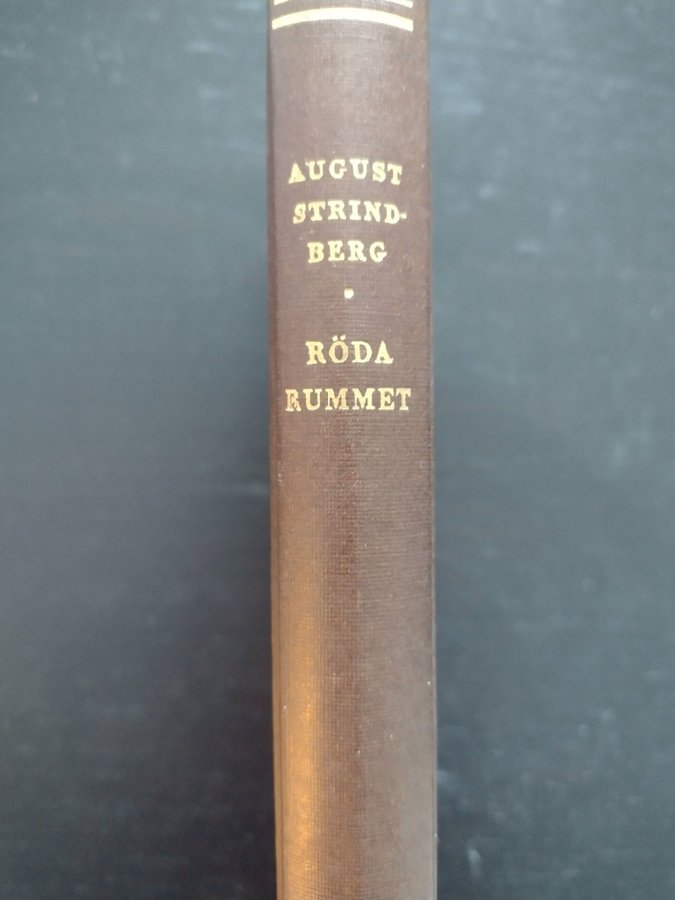 AUGUST
STRIND-
BERG
•
RÖDA
RUMMET